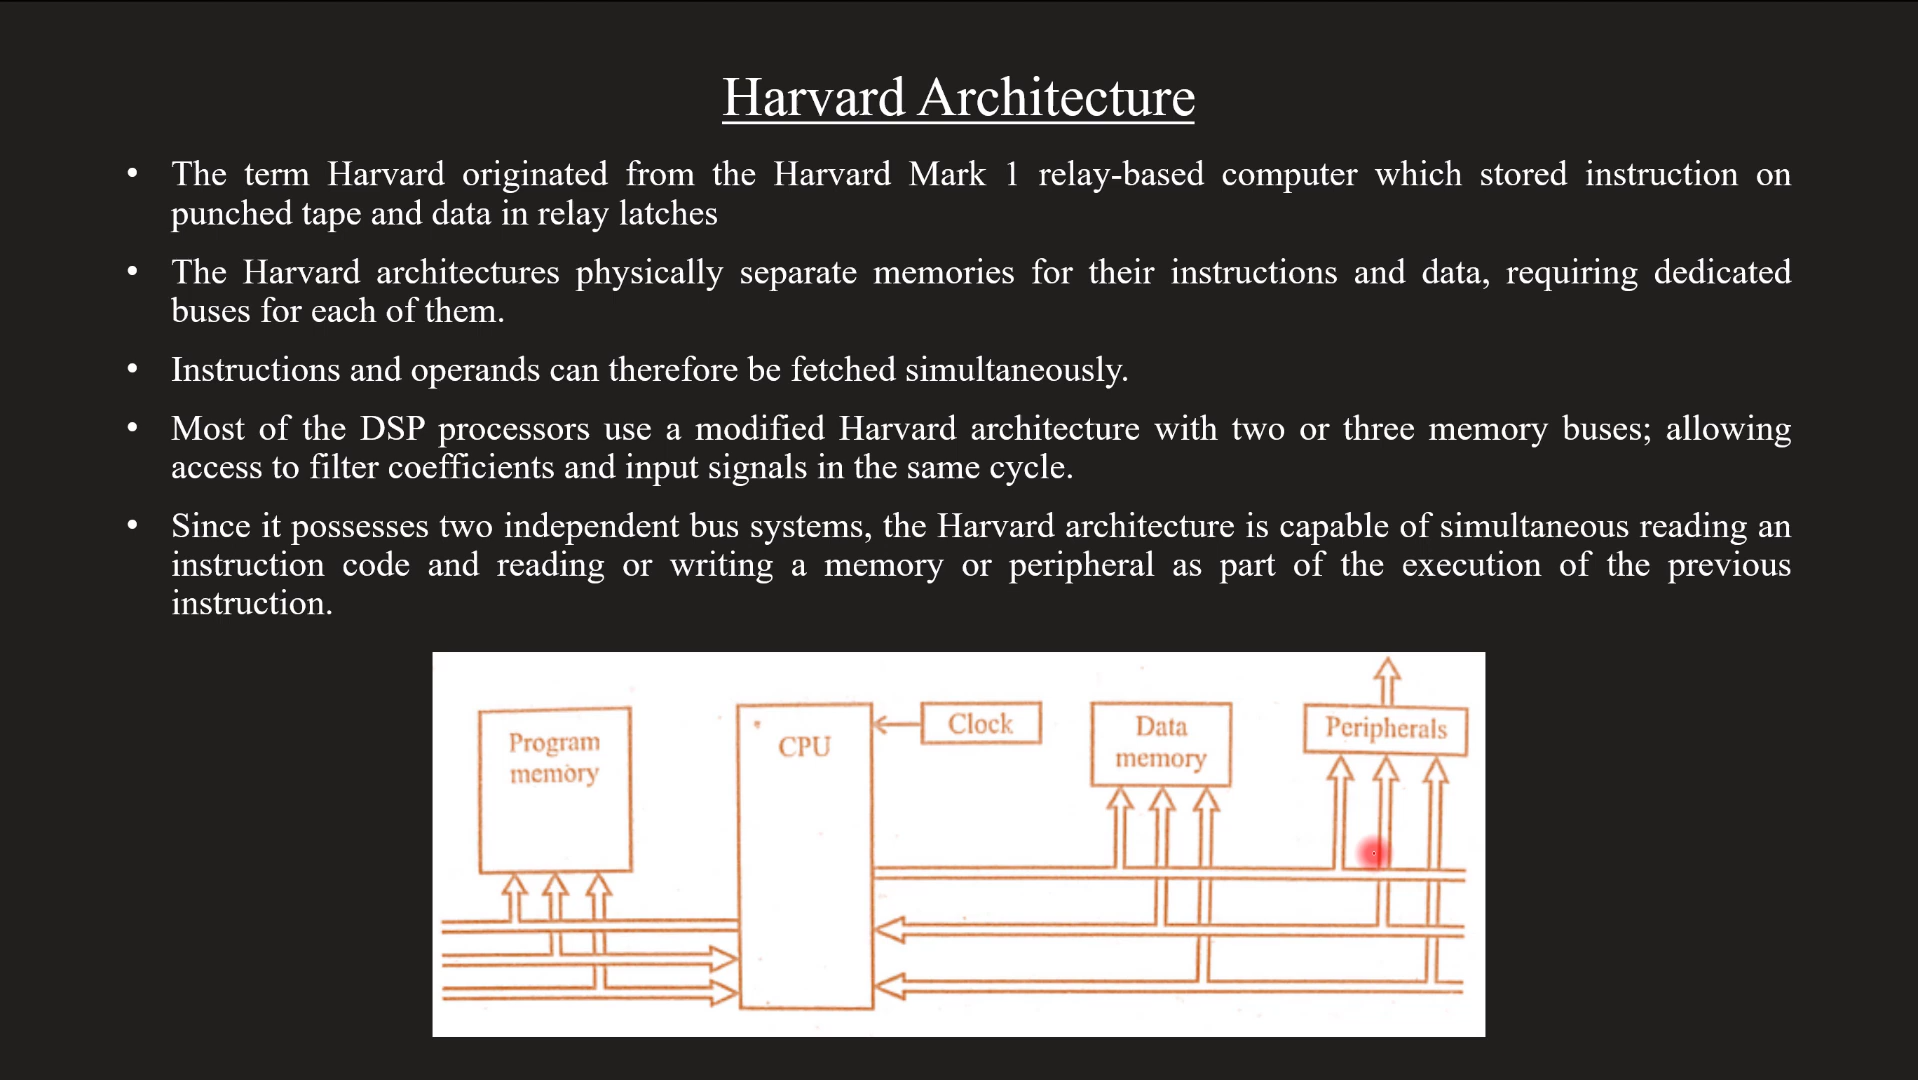 Harvard Architecture
• The term Harvard originated from the Harvard Mark 1 relay-based computer which stored instruction on
punched tape and data in relay latches
• The Harvard architectures physically separate memories for their instructions and data, requiring dedicated
buses for each of them.
• Instructions and operands can therefore be fetched simultaneously.
• Most of the DSP processors use a modified Harvard architecture with two or three memory buses; allowing
access to filter coefficients and input signals in the same cycle.
• Since it possesses two independent bus systems, the Harvard architecture is capable of simultaneous reading an
instruction code and reading or writing a memory or peripheral as part of the execution of the previous
instruction.
Program
memory
CPU
Clock
Data
memory
Peripherals